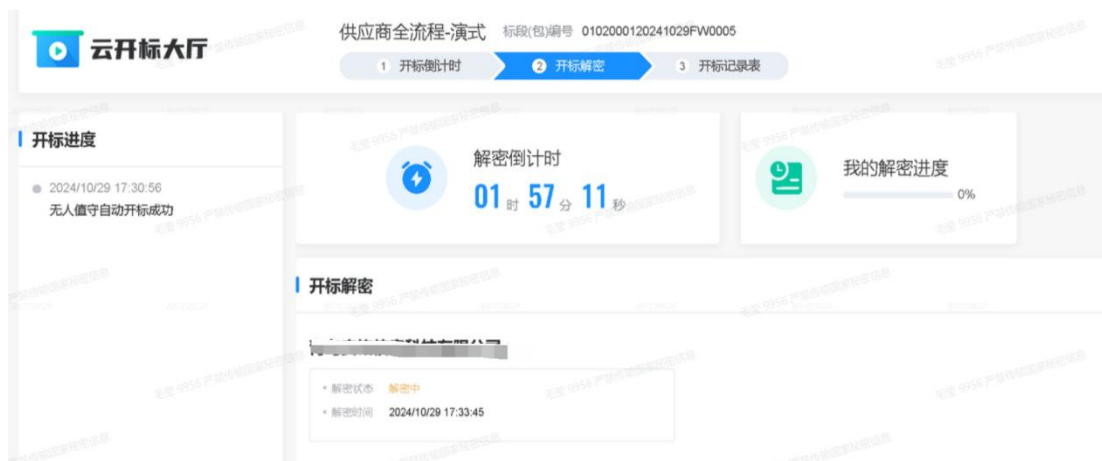 云开标大厅
供应商全流程-演式 标段(包)编号 0102000120241029FW0005
1 开标倒计时 2 开标解密 3 开标记录表
开标进度
2024/10/29 17:30:56
无人值守自动开标成功
解密倒计时
01 时 57 分 11 秒
我的解密进度
0%
开标解密
• 解密状态 解密中
• 解密时间 2024/10/29 17:33:45